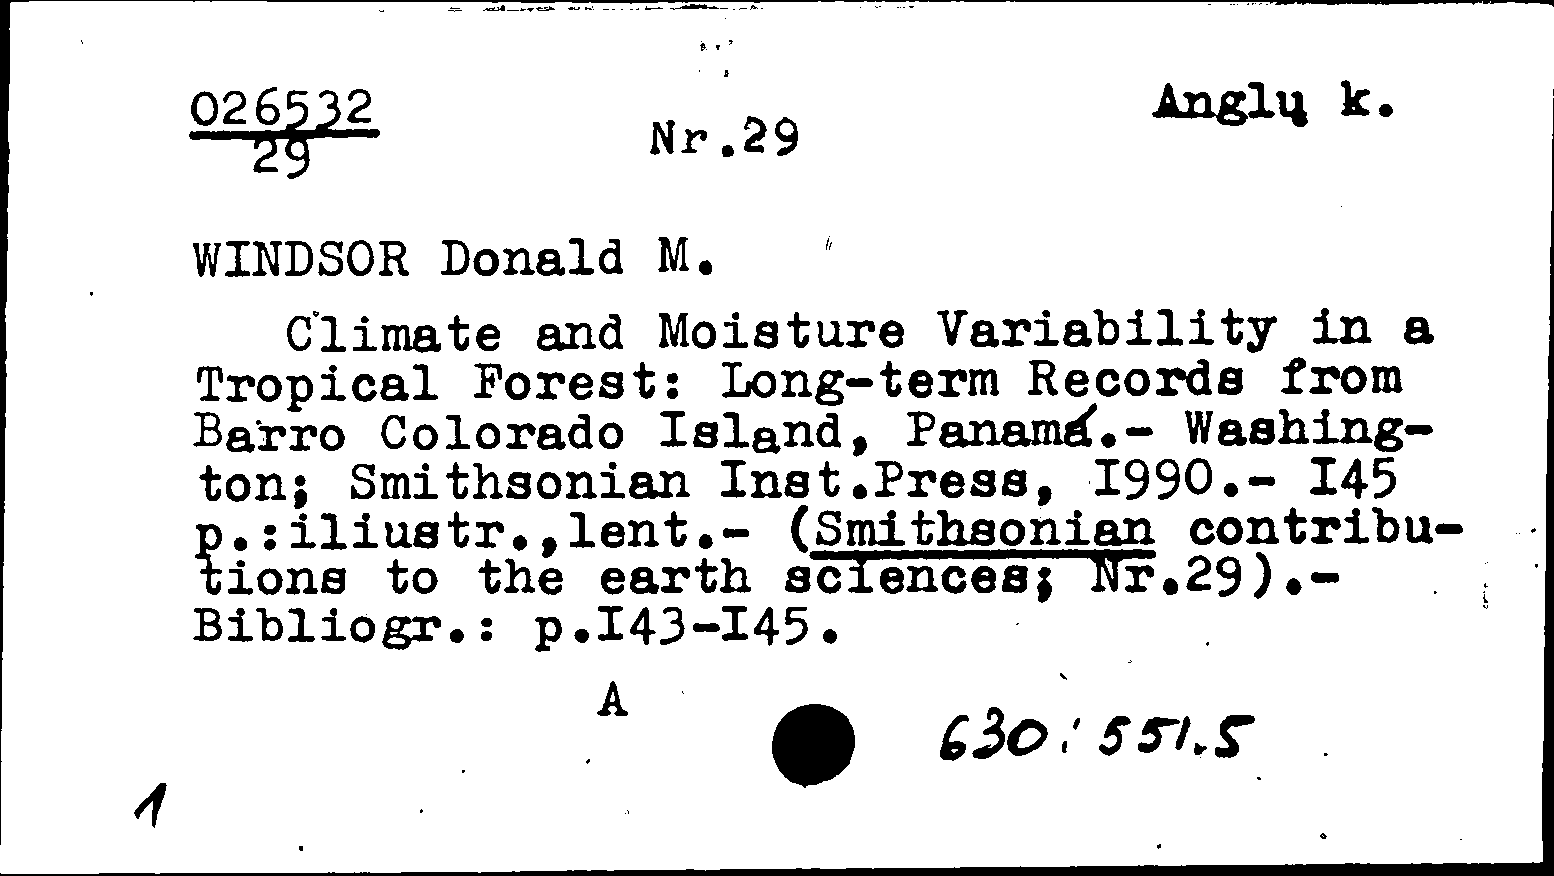 026532
29
Nr.29
Anglų k.
WINDSOR Donald M.
Climate and Moisture Variability in a
Tropical Forest: Long-term Records from
Barro Colorado Island, Panamá.- Washing-
ton; Smithsonian Inst.Press, I990.- I45
p.:iliustr.,lent.- (Smithsonian contribu-
tions to the earth sciences; Nr.29).-
Bibliogr.: p.I43-I45.
A
630:551.5
1